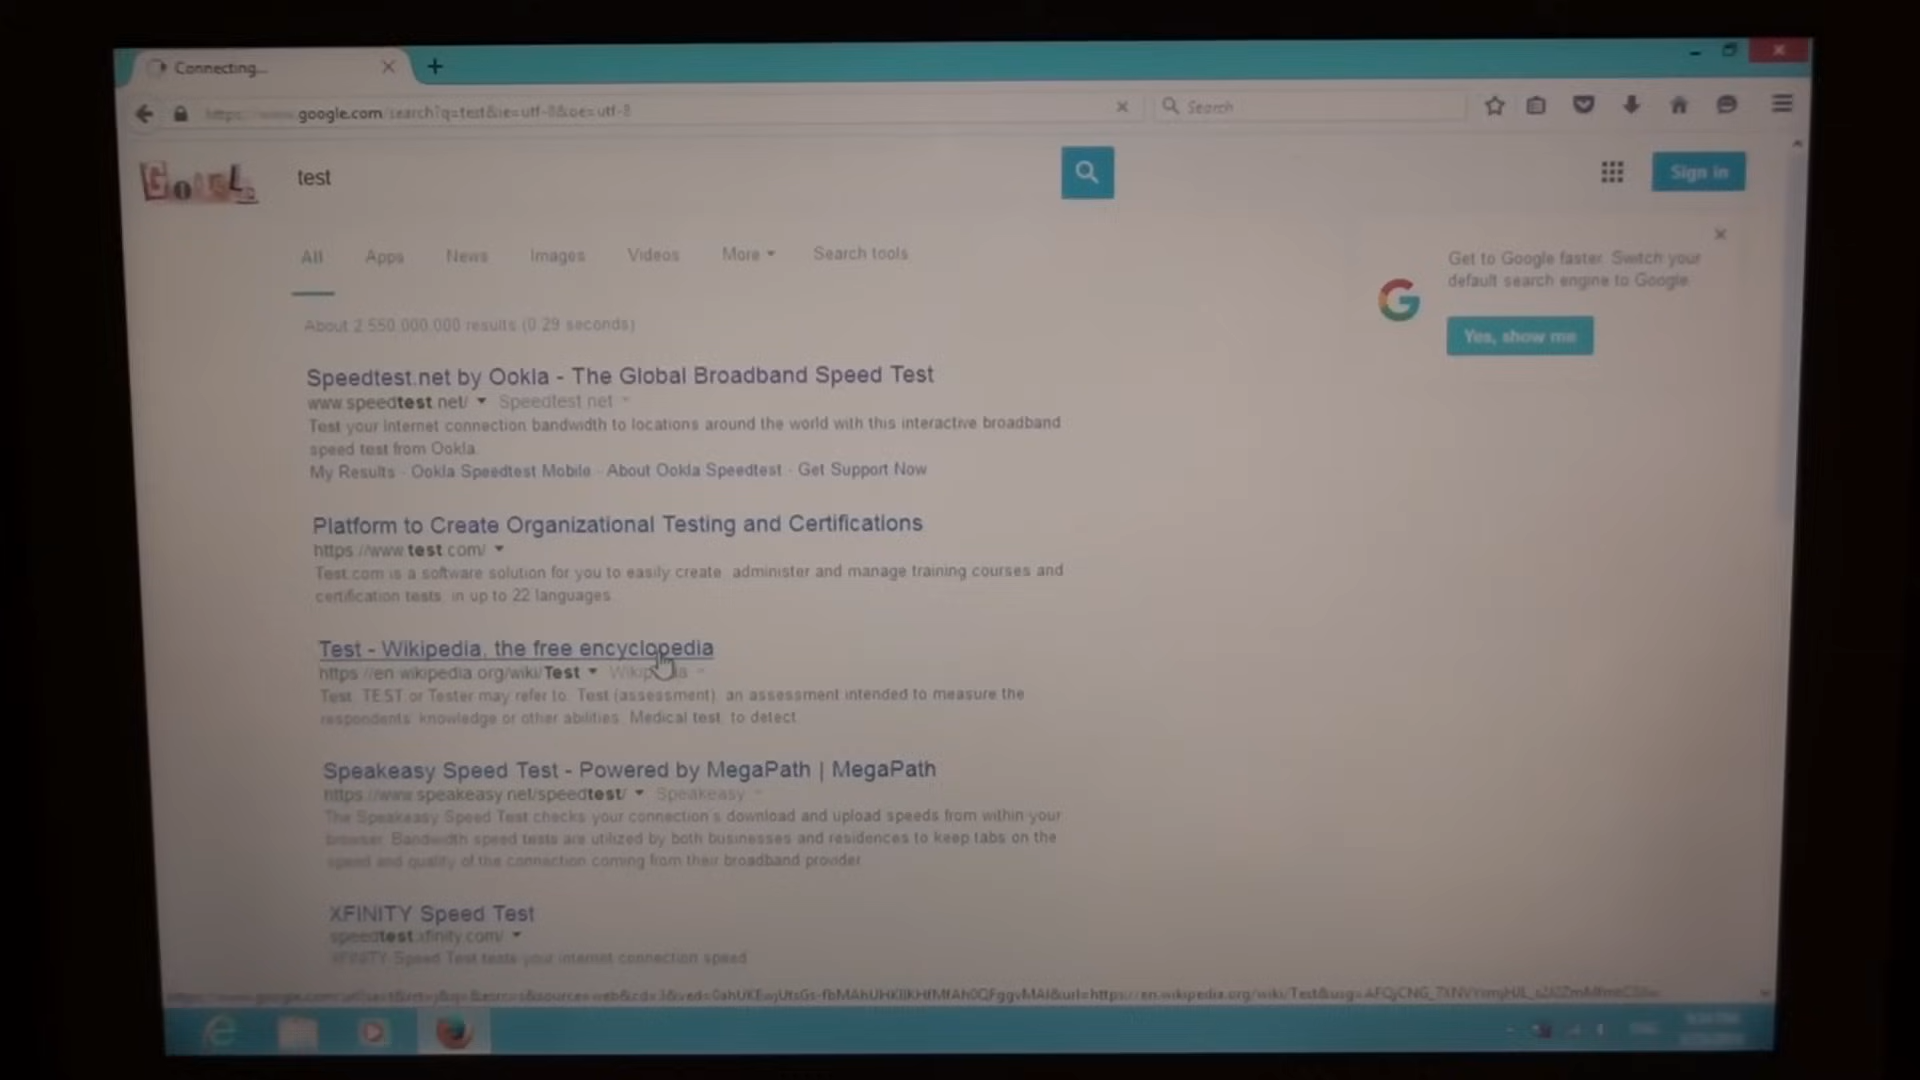 Connecting...
https://www.google.com/search?q=test&ie=utf-8&oe=utf-8
Search
Google
test
Sign in
All Apps News Images Videos More Search tools
Get to Google faster. Switch your
default search engine to Google.
Yes, show me
About 2,550,000,000 results (0.29 seconds)
Speedtest.net by Ookla - The Global Broadband Speed Test
www.speedtest.net/ Speedtest.net
Test your Internet connection bandwidth to locations around the world with this interactive broadband
speed test from Ookla.
My Results - Ookla Speedtest Mobile - About Ookla Speedtest - Get Support Now
Platform to Create Organizational Testing and Certifications
https://www.test.com/
Test.com is a software solution for you to easily create, administer and manage training courses and
certification tests, in up to 22 languages.
Test - Wikipedia, the free encyclopedia
https://en.wikipedia.org/wiki/Test Wikipedia
Test, TEST or Tester may refer to: Test (assessment), an assessment intended to measure the
respondents' knowledge or other abilities. Medical test, to detect
Speakeasy Speed Test - Powered by MegaPath | MegaPath
https://www.speakeasy.net/speedtest/ Speakeasy
The Speakeasy Speed Test checks your connection's download and upload speeds from within your
browser. Bandwidth speed tests are utilized by both businesses and residences to keep tabs on the
speed and quality of the connection coming from their broadband provider.
XFINITY Speed Test
speedtest.xfinity.com/
XFINITY Speed Test tests your internet connection speed